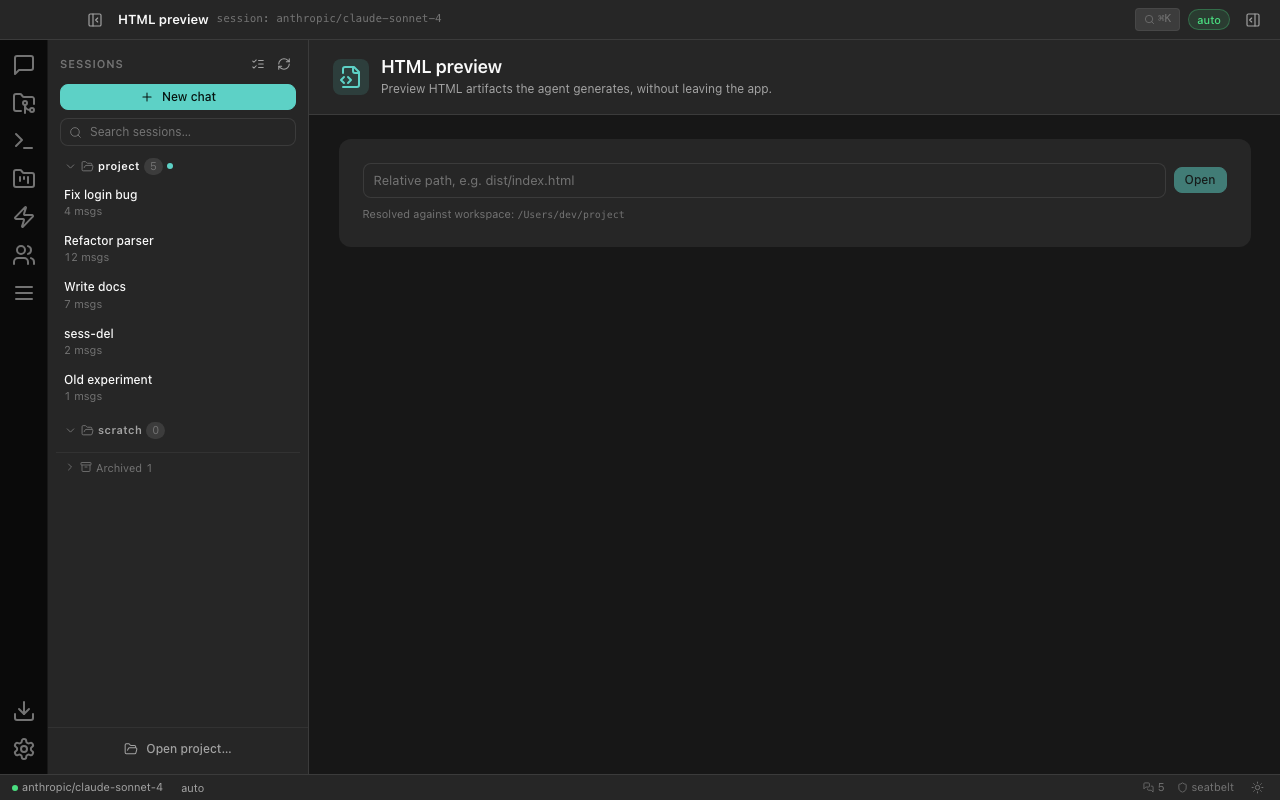 HTML preview session: anthropic/claude-sonnet-4
⌘K
auto
SESSIONS
New chat
Search sessions...
project 5
Fix login bug
4 msgs
Refactor parser
12 msgs
Write docs
7 msgs
sess-del
2 msgs
Old experiment
1 msgs
scratch 0
Archived 1
Open project...
HTML preview
Preview HTML artifacts the agent generates, without leaving the app.
Relative path, e.g. dist/index.html
Open
Resolved against workspace: /Users/dev/project
anthropic/claude-sonnet-4 auto
5 seatbelt